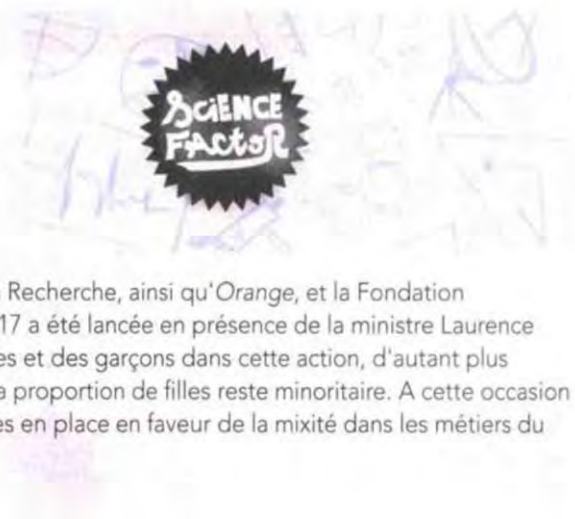 SCiENCE
FActoR
Recherche, ainsi qu'Orange, et la Fondation
17 a été lancée en présence de la ministre Laurence
es et des garçons dans cette action, d'autant plus
a proportion de filles reste minoritaire. A cette occasion
es en place en faveur de la mixité dans les métiers du